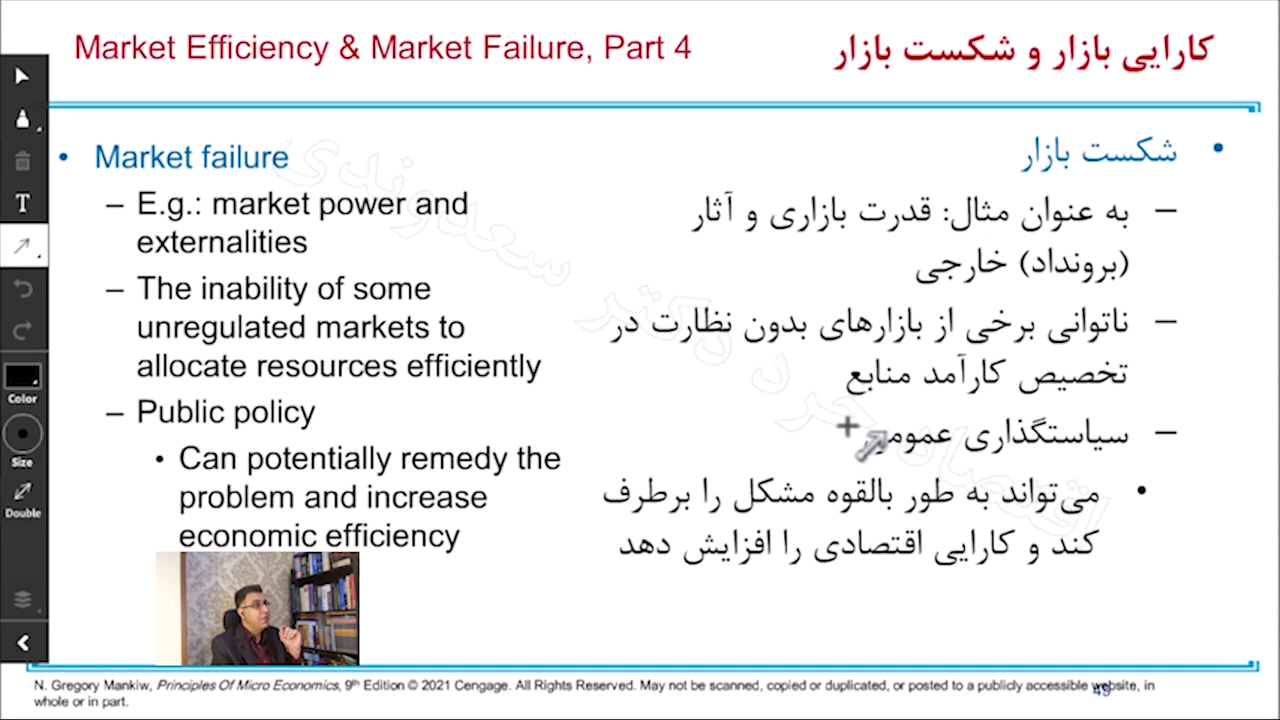 Market Efficiency & Market Failure, Part 4
کارایی بازار و شکست بازار
• Market failure
– E.g.: market power and
externalities
– The inability of some
unregulated markets to
allocate resources efficiently
– Public policy
• Can potentially remedy the
problem and increase
economic efficiency
• شکست بازار
– به عنوان مثال: قدرت بازاری و آثار
(برونداد) خارجی
– ناتوانی برخی از بازارهای بدون نظارت در
تخصیص کارآمد منابع
– سیاستگذاری عمومی
• می‌تواند به طور بالقوه مشکل را برطرف
کند و کارایی اقتصادی را افزایش دهد
اقتصاد خرد دکتر سعدوندی
T
Color
Size
Double
N. Gregory Mankiw, Principles Of Micro Economics, 9th Edition © 2021 Cengage. All Rights Reserved. May not be scanned, copied or duplicated, or posted to a publicly accessible website, in
whole or in part.
49